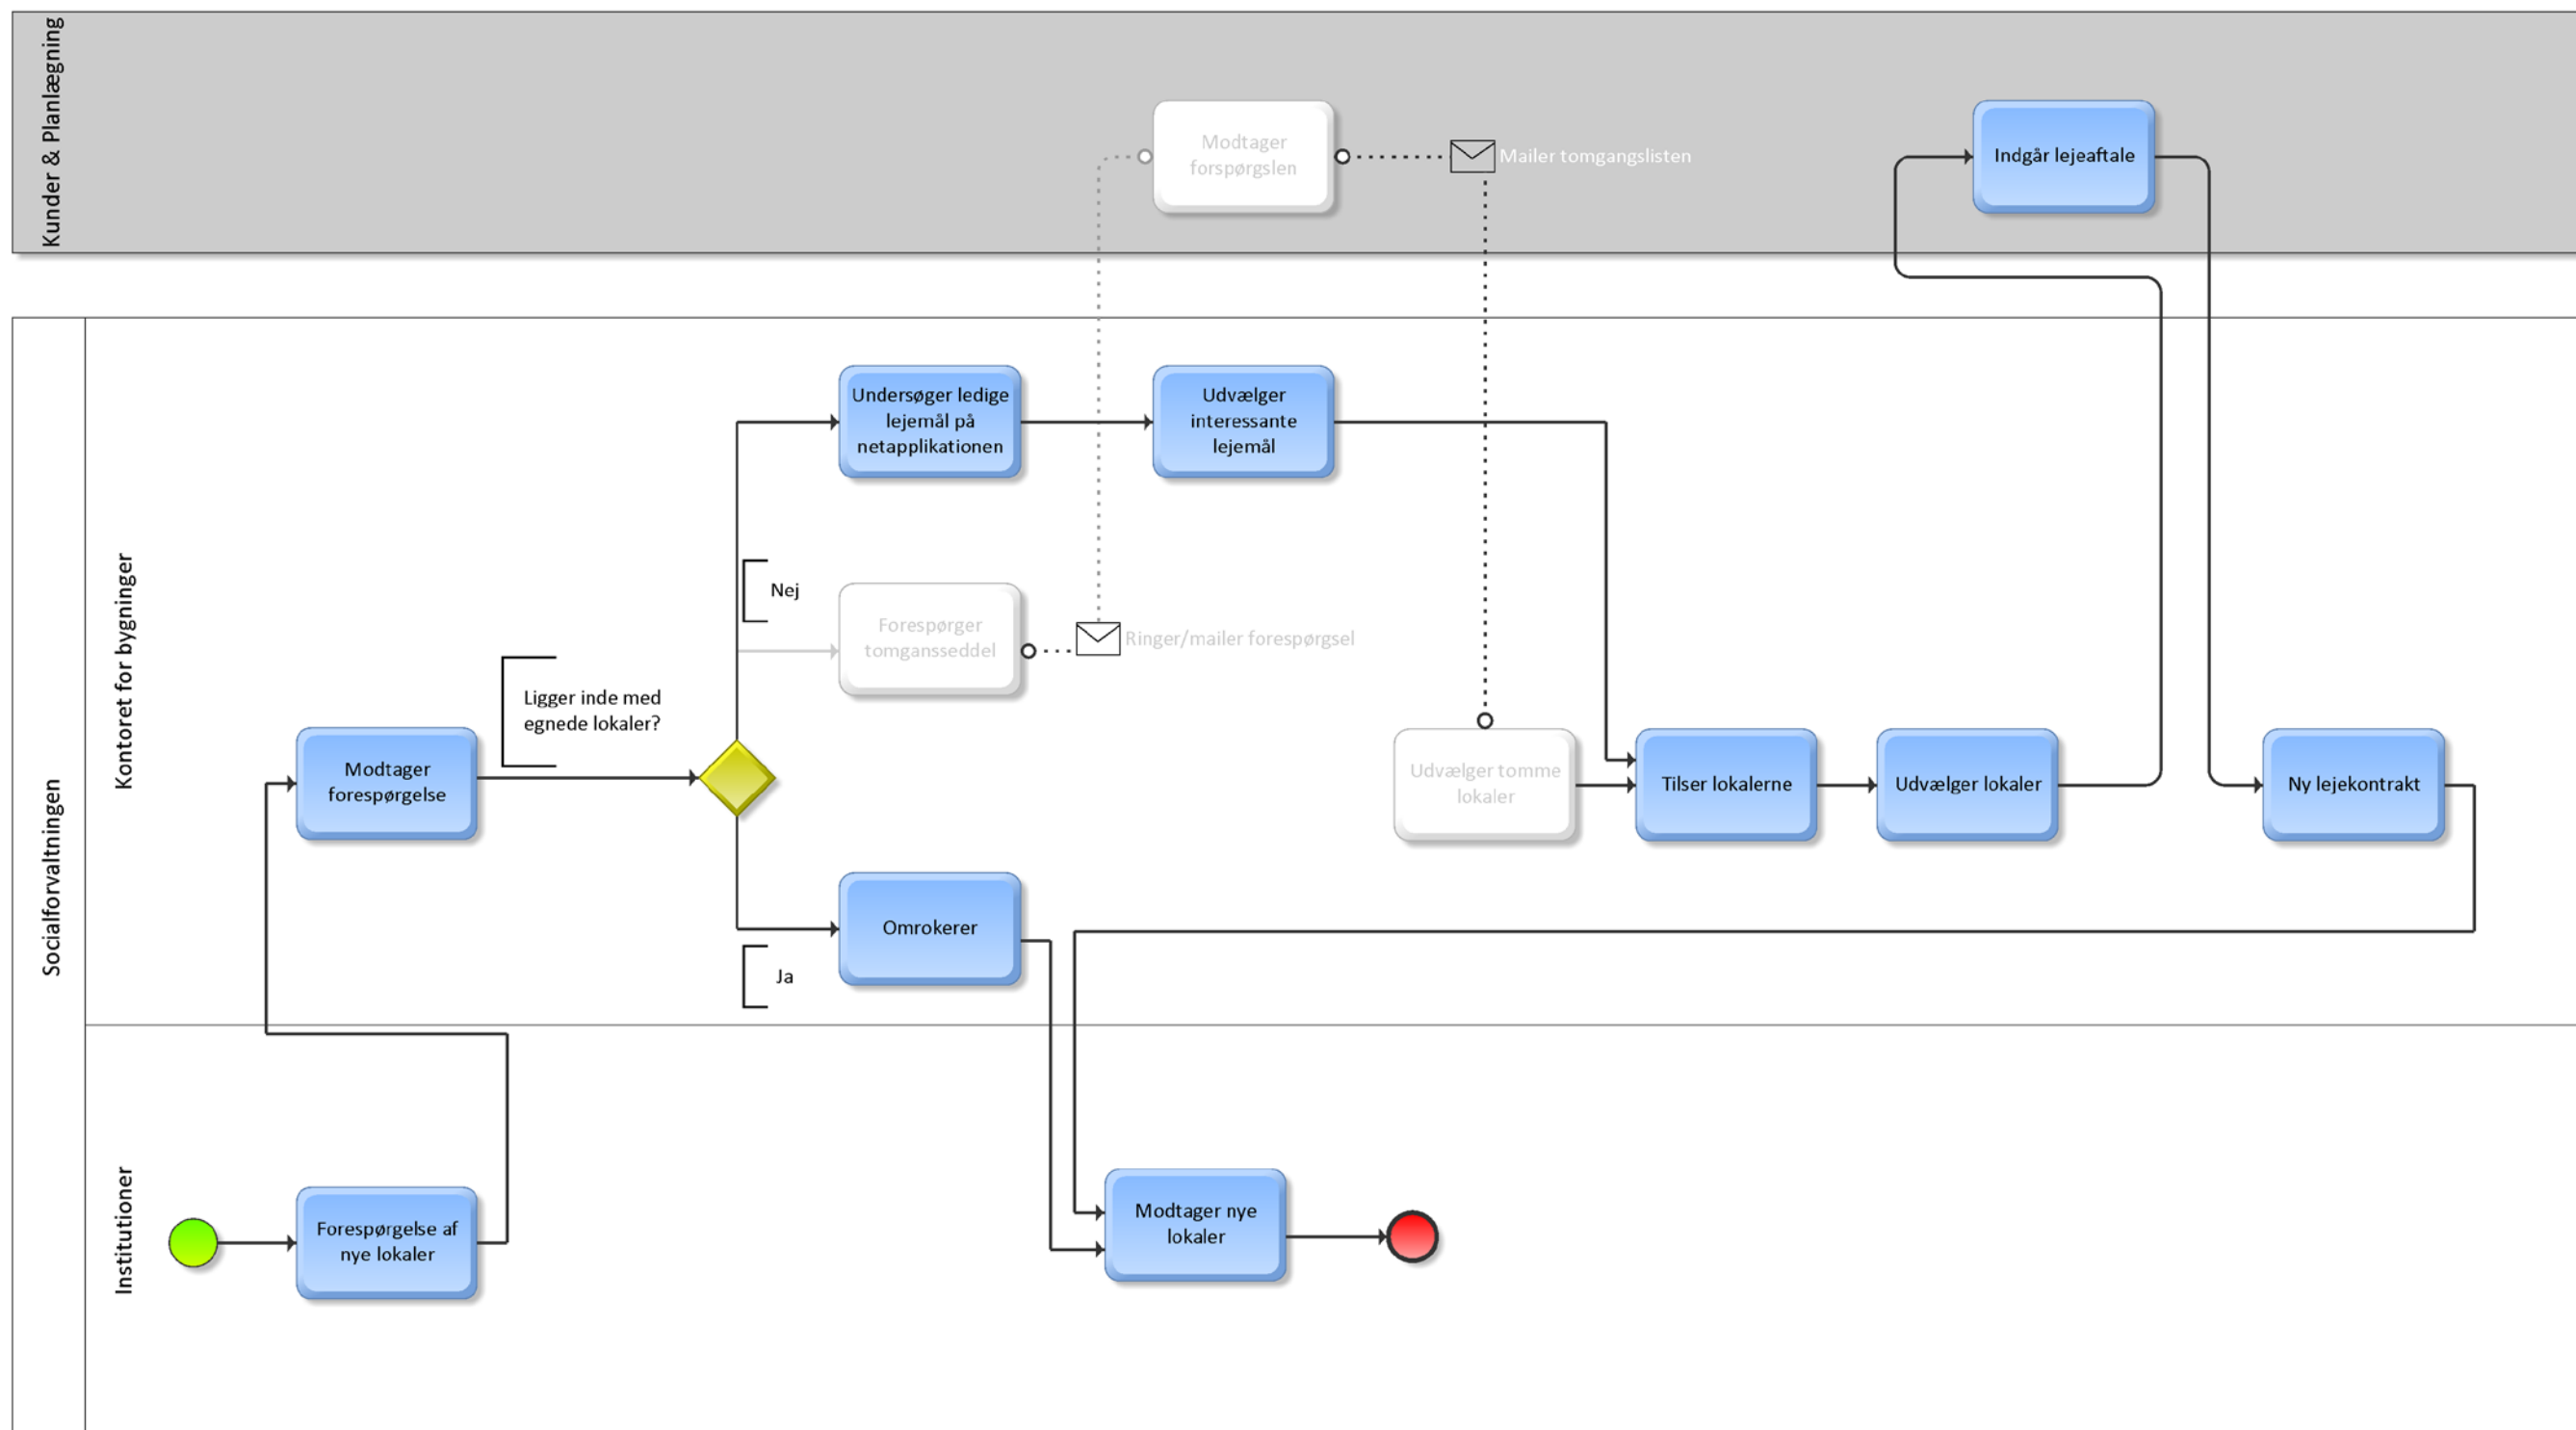 Kunder & Planlægning
Modtager
forspørgslen
Mailer tomgangslisten
Indgår lejeaftale
Socialforvaltningen
Kontoret for bygninger
Undersøger ledige
lejemål på
netapplikationen
Udvælger
interessante
lejemål
Nej
Forespørger
tomgansseddel
Ringer/mailer forespørgsel
Ligger inde med
egnede lokaler?
Modtager
forespørgelse
Udvælger tomme
lokaler
Tilser lokalerne
Udvælger lokaler
Ny lejekontrakt
Omrokerer
Ja
Institutioner
Forespørgelse af
nye lokaler
Modtager nye
lokaler